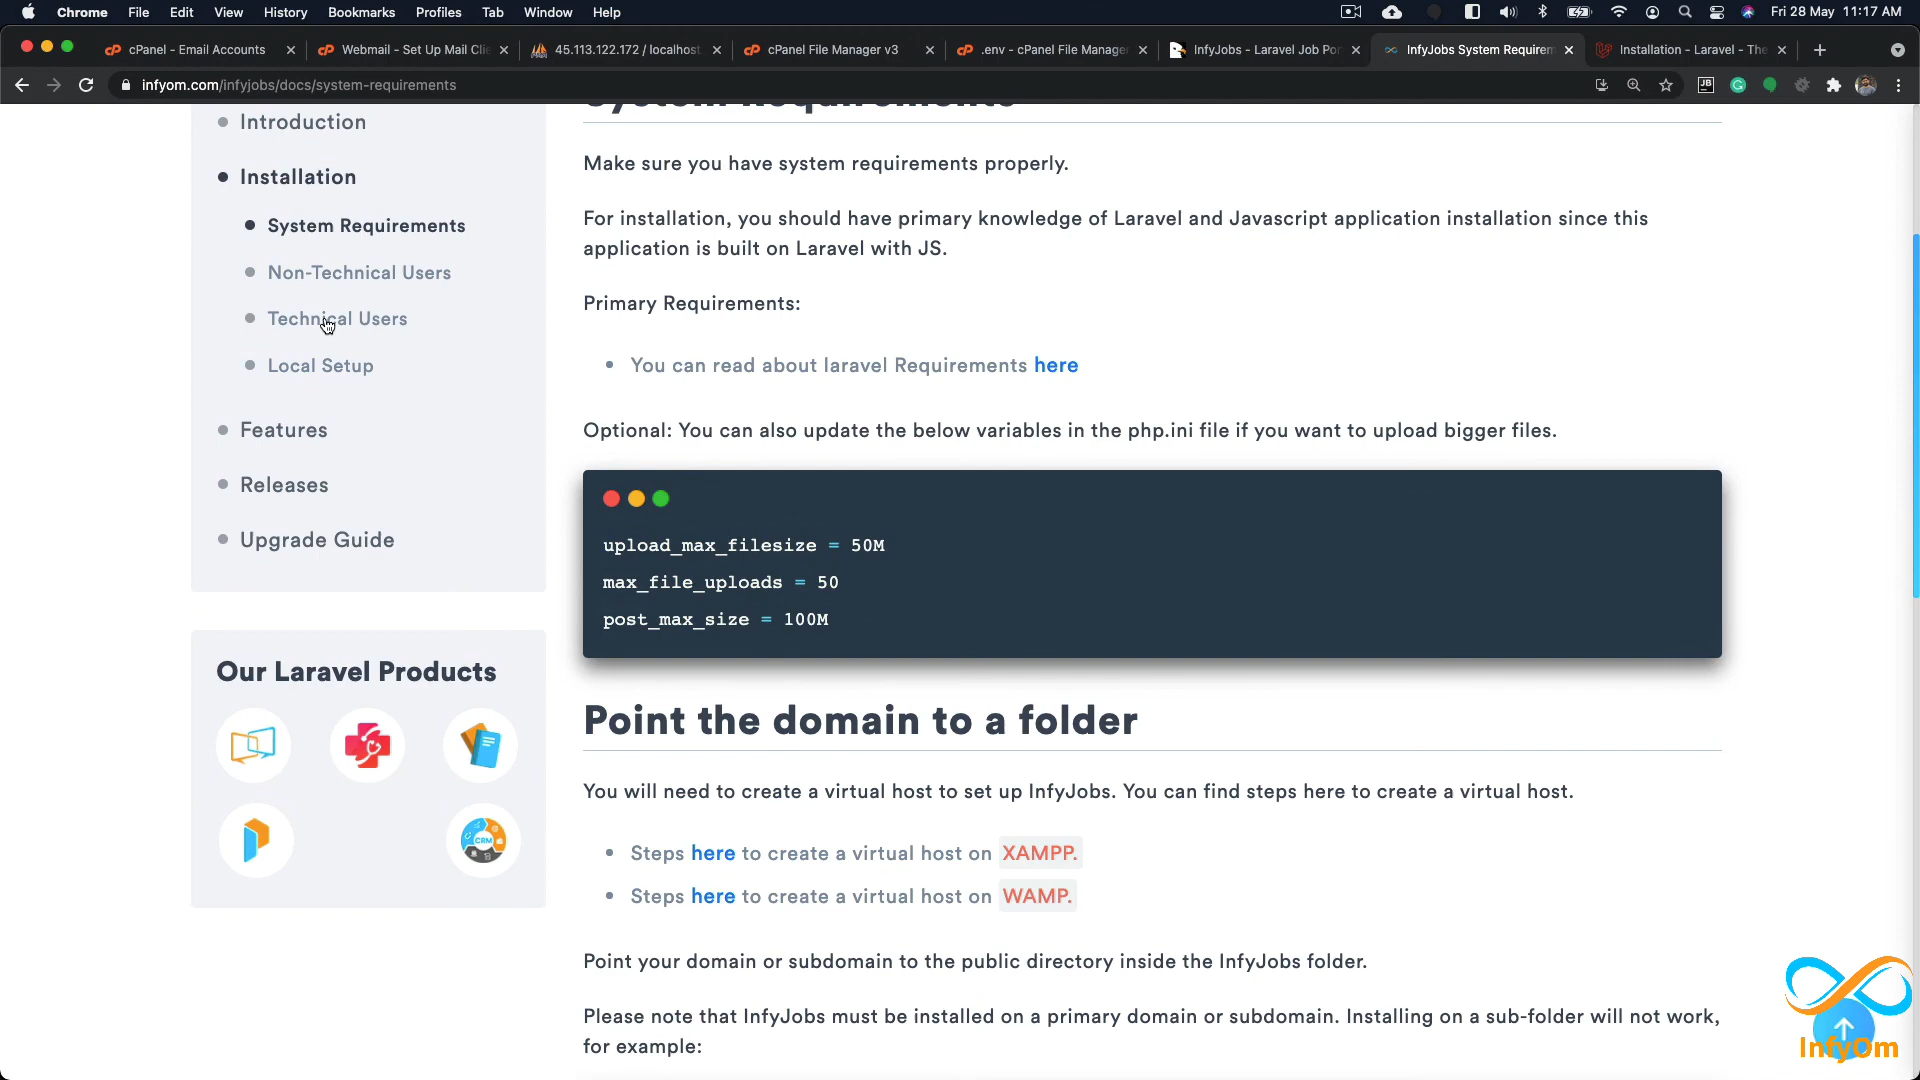 Chrome File Edit View History Bookmarks Profiles Tab Window Help
Fri 28 May 11:17 AM
cPanel - Email Accounts
Webmail - Set Up Mail Clie
45.113.122.172 / localhost
cPanel File Manager v3
.env - cPanel File Manager
InfyJobs - Laravel Job Por
InfyJobs System Requirem
Installation - Laravel - The
infyom.com/infyjobs/docs/system-requirements
JB
System Requirements
Introduction
Installation
System Requirements
Non-Technical Users
Technical Users
Local Setup
Features
Releases
Upgrade Guide
Our Laravel Products
CRM
Make sure you have system requirements properly.
For installation, you should have primary knowledge of Laravel and Javascript application installation since this
application is built on Laravel with JS.
Primary Requirements:
You can read about laravel Requirements here
Optional: You can also update the below variables in the php.ini file if you want to upload bigger files.
upload_max_filesize = 50M
max_file_uploads = 50
post_max_size = 100M
Point the domain to a folder
You will need to create a virtual host to set up InfyJobs. You can find steps here to create a virtual host.
Steps here to create a virtual host on XAMPP.
Steps here to create a virtual host on WAMP.
Point your domain or subdomain to the public directory inside the InfyJobs folder.
Please note that InfyJobs must be installed on a primary domain or subdomain. Installing on a sub-folder will not work,
for example:
InfyOm